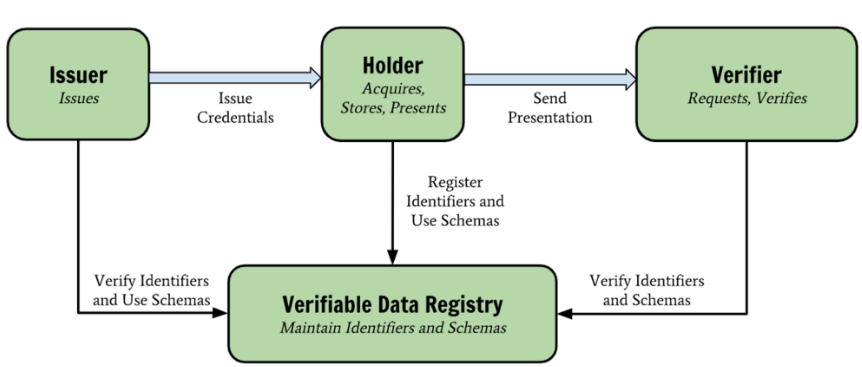 Issuer
Issues
Issue
Credentials
Holder
Acquires,
Stores, Presents
Send
Presentation
Verifier
Requests, Verifies
Register
Identifiers and
Use Schemas
Verify Identifiers
and Use Schemas
Verifiable Data Registry
Maintain Identifiers and Schemas
Verify Identifiers
and Schemas